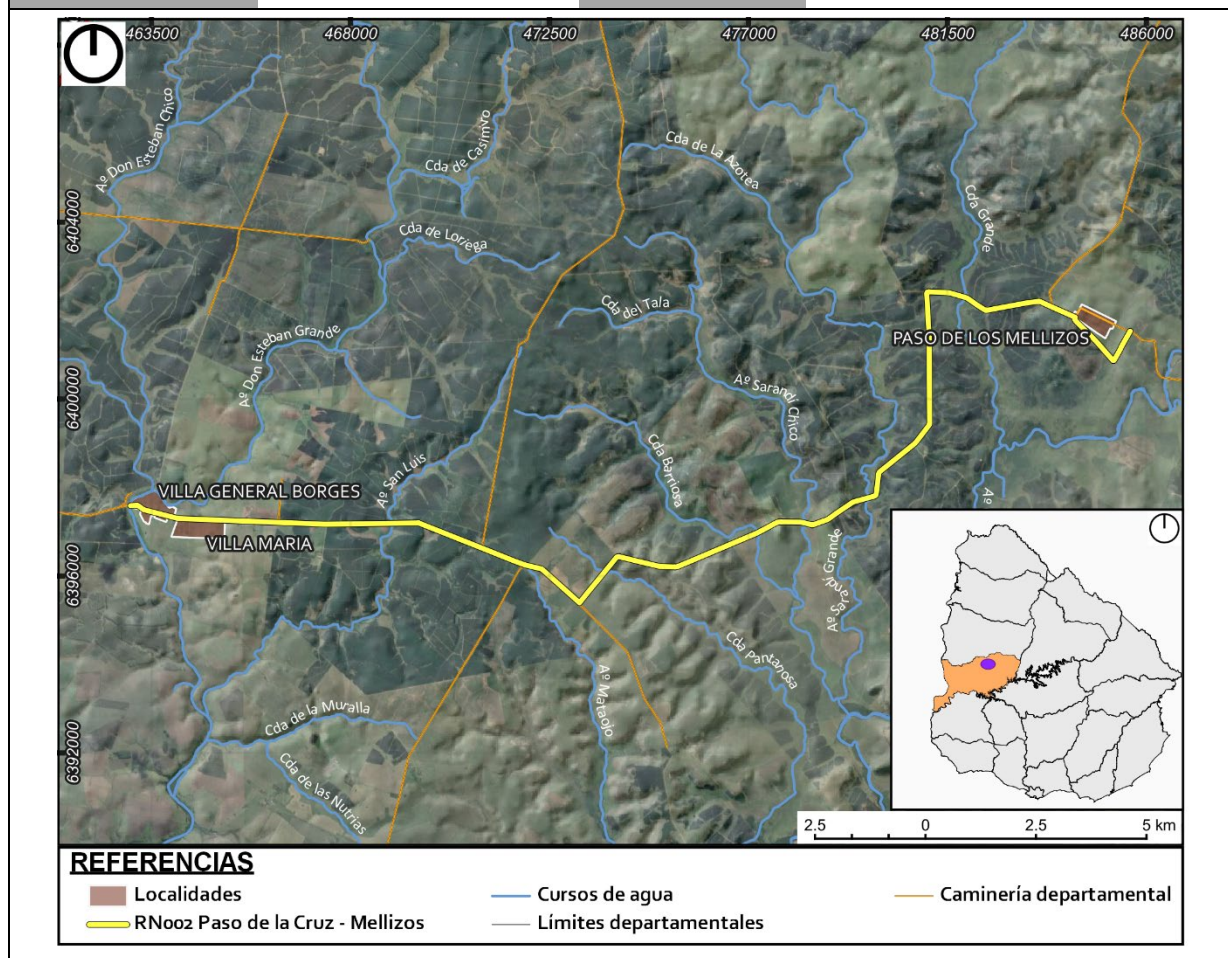 463500
468000
472500
477000
481500
486000
6404000
6400000
6396000
6392000
Aº Don Esteban Chico
Cda de Casimiro
Cda de La Azotea
Cda Grande
Cda de Loriega
Cda del Tala
PASO DE LOS MELLIZOS
Aº Don Esteban Grande
Aº Sarandí Chico
Cda Barriosa
Aº San Luis
VILLA GENERAL BORGES
VILLA MARIA
Aº
Aº Sarandí Grande
Cda Pantanosa
Aº Mataojo
Cda de la Muralla
Cda de las Nutrias
2.5 0 2.5 5 km
REFERENCIAS
Localidades
Cursos de agua
Caminería departamental
RN002 Paso de la Cruz - Mellizos
Límites departamentales